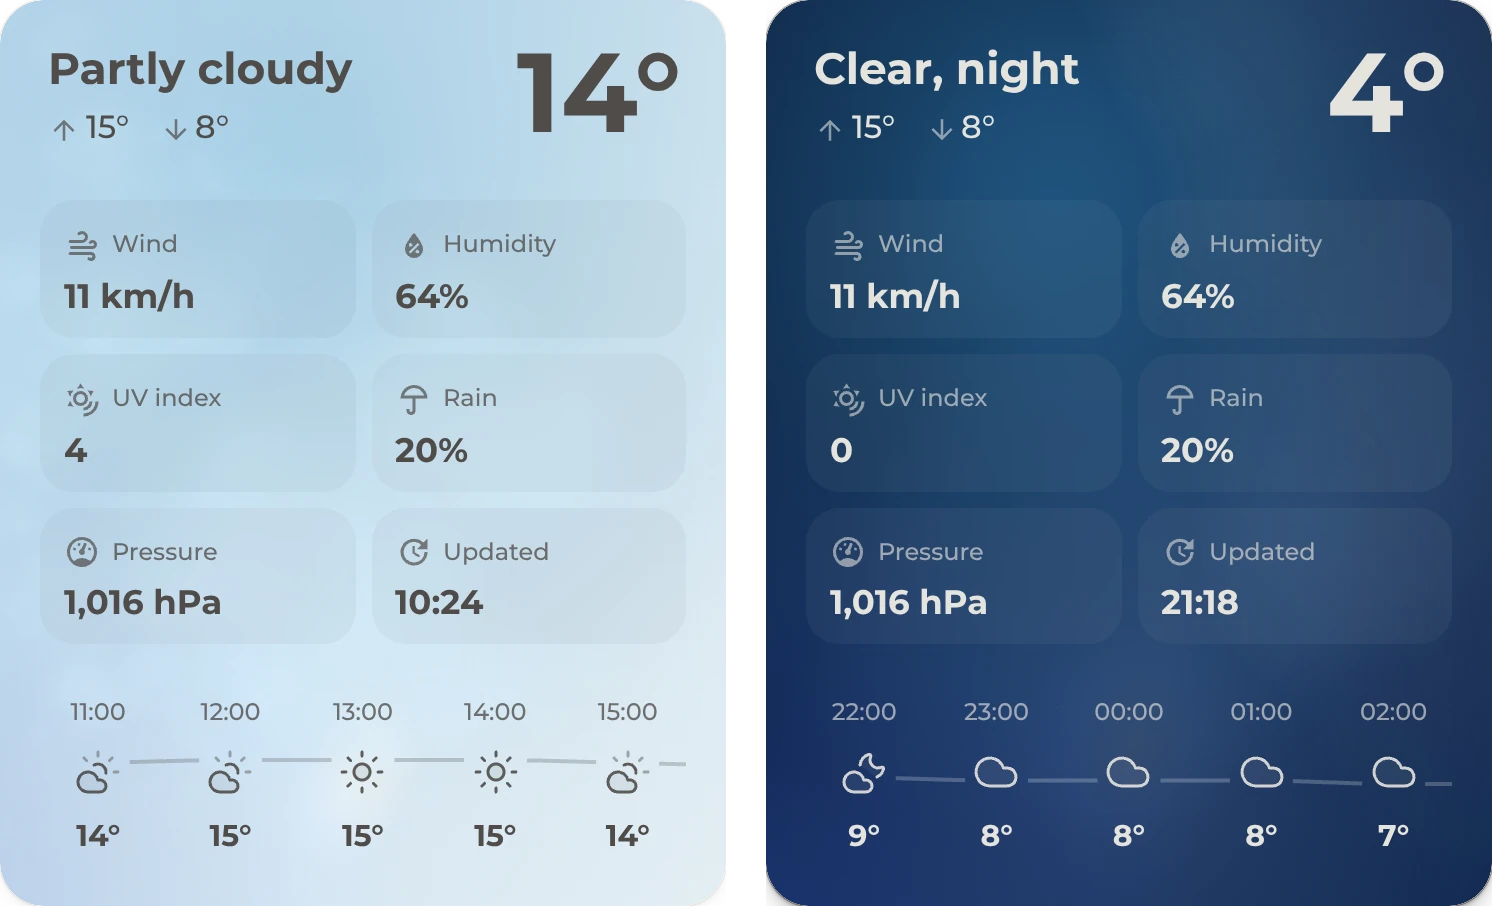 Partly cloudy
14°
15° 8°
Wind
11 km/h
Humidity
64%
UV index
4
Rain
20%
Pressure
1,016 hPa
Updated
10:24
11:00 12:00 13:00 14:00 15:00
14° 15° 15° 15° 14°
Clear, night
4°
15° 8°
Wind
11 km/h
Humidity
64%
UV index
0
Rain
20%
Pressure
1,016 hPa
Updated
21:18
22:00 23:00 00:00 01:00 02:00
9° 8° 8° 8° 7°